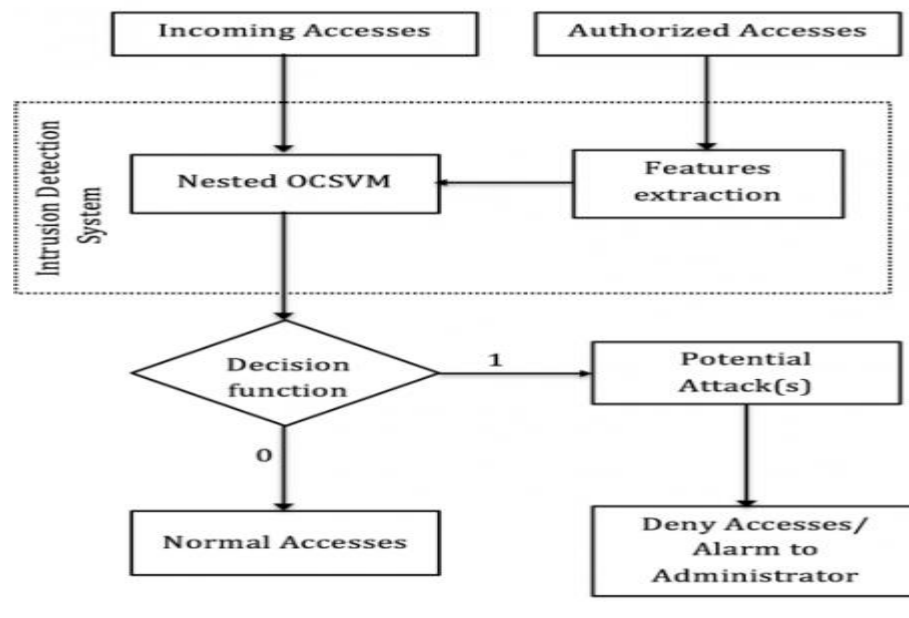 Incoming Accesses
Authorized Accesses
Intrusion Detection
System
Nested OCSVM
Features
extraction
Decision
function
1
Potential
Attack(s)
0
Normal Accesses
Deny Accesses/
Alarm to
Administrator